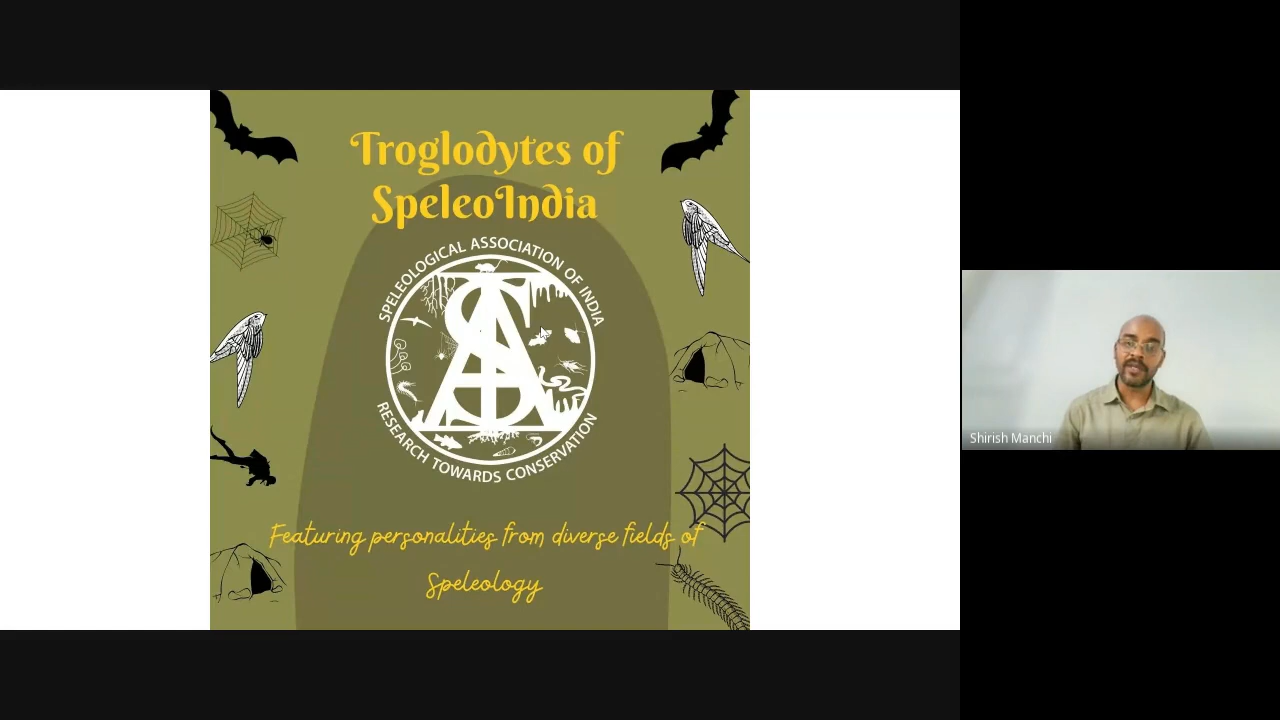 Troglodytes of
SpeleoIndia
SPELEOLOGICAL ASSOCIATION OF INDIA
SA
RESEARCH TOWARDS CONSERVATION
Featuring personalities from diverse fields of
Speleology
Shirish Manchi